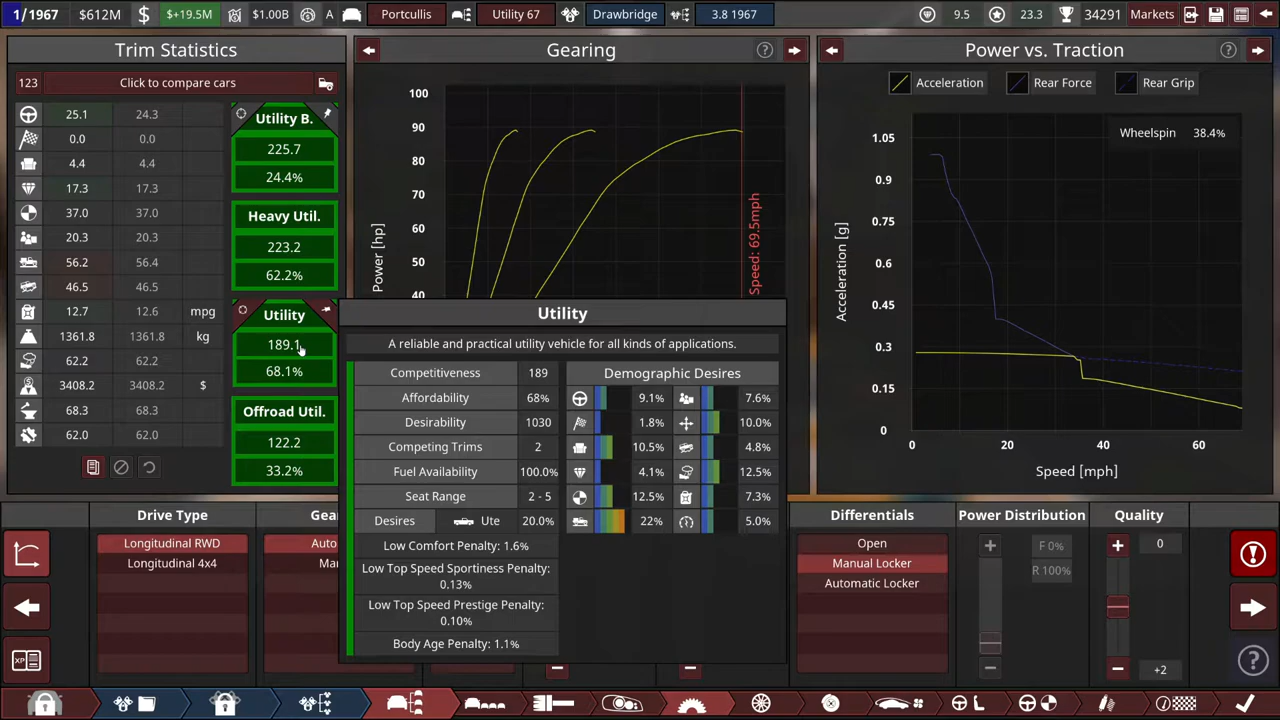 1/1967
$612M
$
$+19.5M
$1.00B
A
Portcullis
Utility 67
Drawbridge
3.8 1967
9.5
23.3
34291
Markets
Trim Statistics
123
Click to compare cars
25.1 24.3
0.0 0.0
4.4 4.4
17.3 17.3
37.0 37.0
20.3 20.3
56.2 56.4
46.5 46.5
12.7 12.6 mpg
1361.8 1361.8 kg
62.2 62.2
3408.2 3408.2 $
68.3 68.3
62.0 62.0
Utility B.
225.7
24.4%
Heavy Util.
223.2
62.2%
Utility
189.1
68.1%
Offroad Util.
122.2
33.2%
Gearing
?
100
90
80
70
60
50
40
Power [hp]
Speed: 69.5mph
Power vs. Traction
?
Acceleration
Rear Force
Rear Grip
Wheelspin 38.4%
1.05
0.9
0.75
0.6
0.45
0.3
0.15
0
Acceleration [g]
0 20 40 60
Speed [mph]
Utility
A reliable and practical utility vehicle for all kinds of applications.
Competitiveness 189
Affordability 68%
Desirability 1030
Competing Trims 2
Fuel Availability 100.0%
Seat Range 2 - 5
Desires Ute 20.0%
Low Comfort Penalty: 1.6%
Low Top Speed Sportiness Penalty:
0.13%
Low Top Speed Prestige Penalty:
0.10%
Body Age Penalty: 1.1%
Demographic Desires
9.1% 7.6%
1.8% 10.0%
10.5% 4.8%
4.1% 12.5%
12.5% 7.3%
22% 5.0%
Drive Type
Longitudinal RWD
Longitudinal 4x4
Gear
Auto
Ma
Differentials
Open
Manual Locker
Automatic Locker
Power Distribution
F 0%
R 100%
Quality
0
+2
XP
?